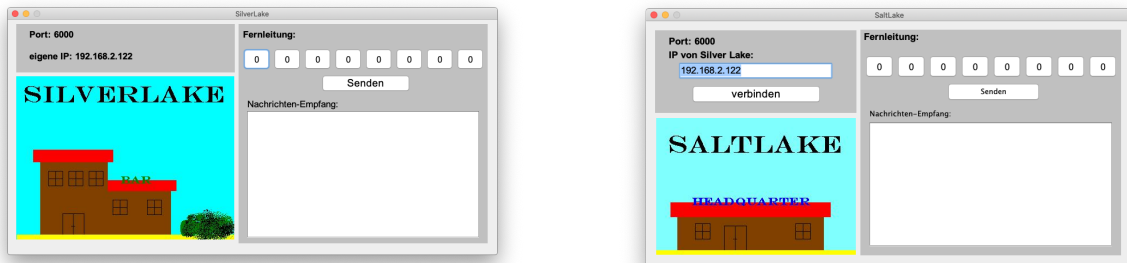 SilverLake
Port: 6000
eigene IP: 192.168.2.122
SILVERLAKE
BAR
Fernleitung:
0 0 0 0 0 0 0 0
Senden
Nachrichten-Empfang:
SaltLake
Port: 6000
IP von Silver Lake:
192.168.2.122
verbinden
SALTLAKE
HEADQUARTER
Fernleitung:
0 0 0 0 0 0 0 0
Senden
Nachrichten-Empfang: